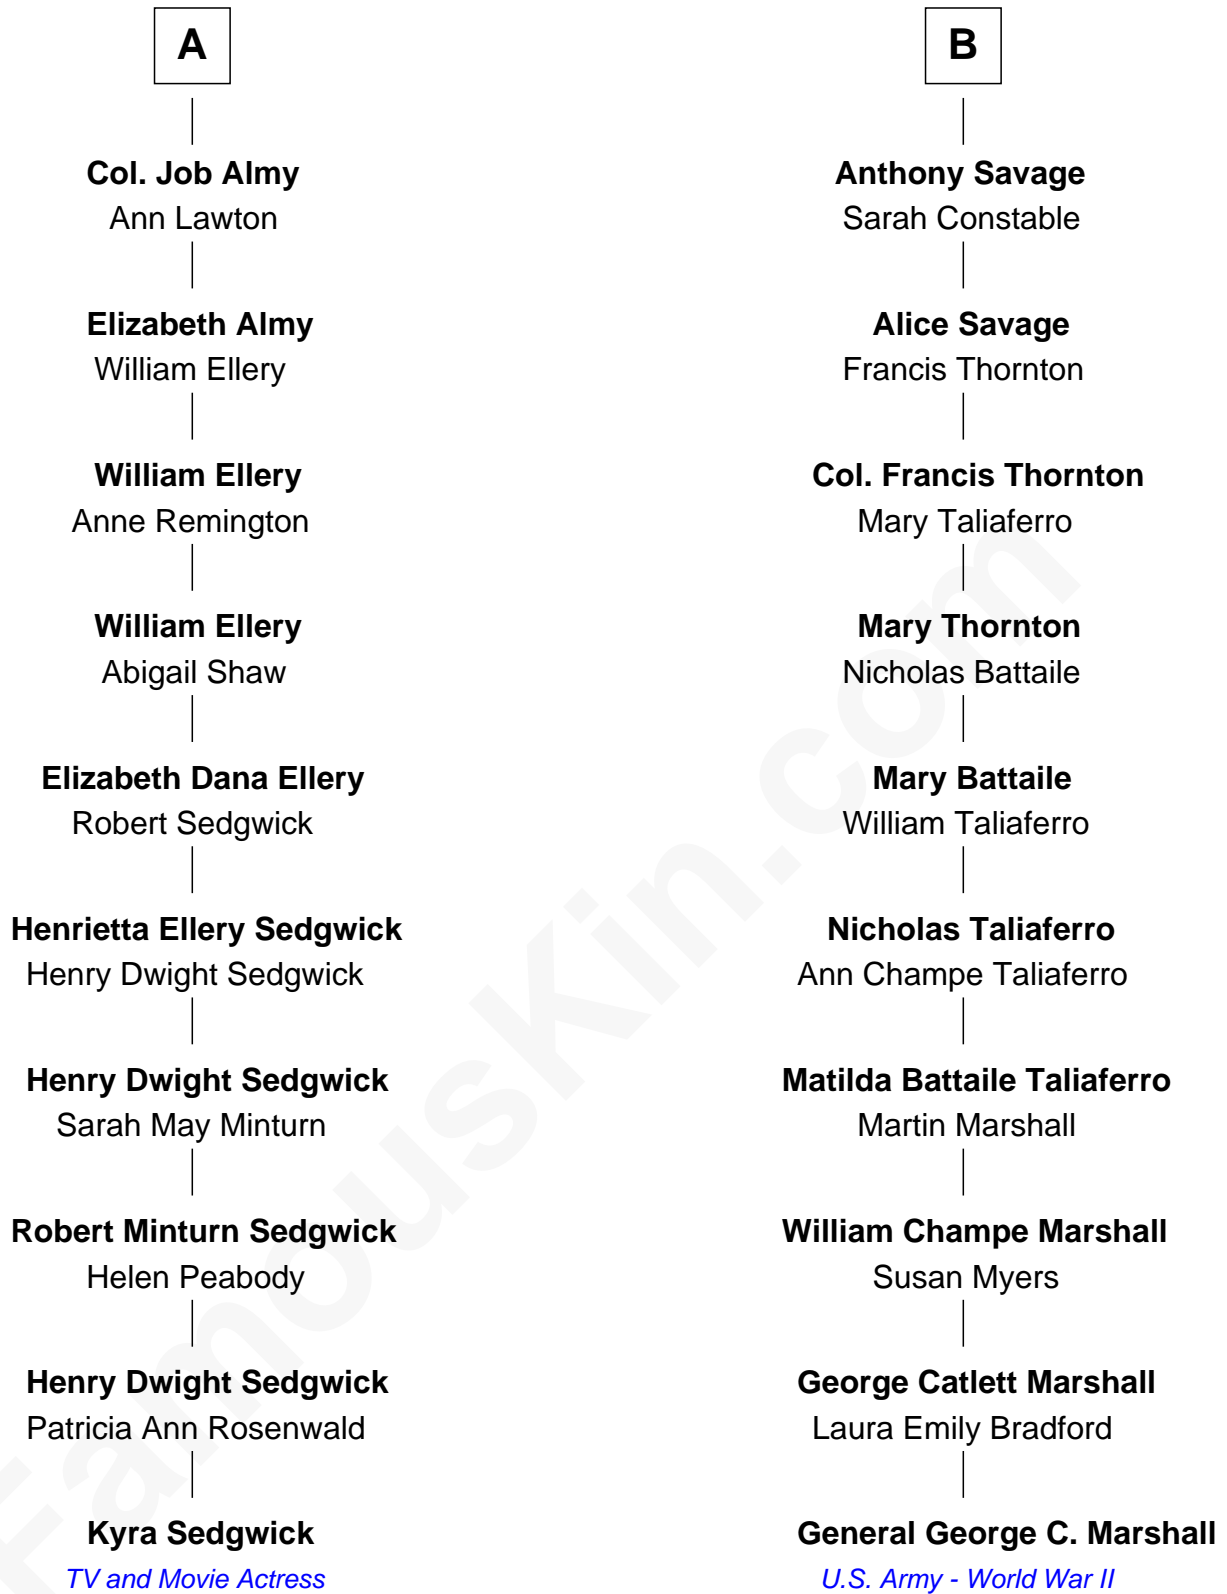 A
Col. Job Almy
Ann Lawton
Elizabeth Almy
William Ellery
William Ellery
Anne Remington
William Ellery
Abigail Shaw
Elizabeth Dana Ellery
Robert Sedgwick
Henrietta Ellery Sedgwick
Henry Dwight Sedgwick
Henry Dwight Sedgwick
Sarah May Minturn
Robert Minturn Sedgwick
Helen Peabody
Henry Dwight Sedgwick
Patricia Ann Rosenwald
Kyra Sedgwick
TV and Movie Actress
B
Anthony Savage
Sarah Constable
Alice Savage
Francis Thornton
Col. Francis Thornton
Mary Taliaferro
Mary Thornton
Nicholas Battaile
Mary Battaile
William Taliaferro
Nicholas Taliaferro
Ann Champe Taliaferro
Matilda Battaile Taliaferro
Martin Marshall
William Champe Marshall
Susan Myers
George Catlett Marshall
Laura Emily Bradford
General George C. Marshall
U.S. Army - World War II
FamousKin.com